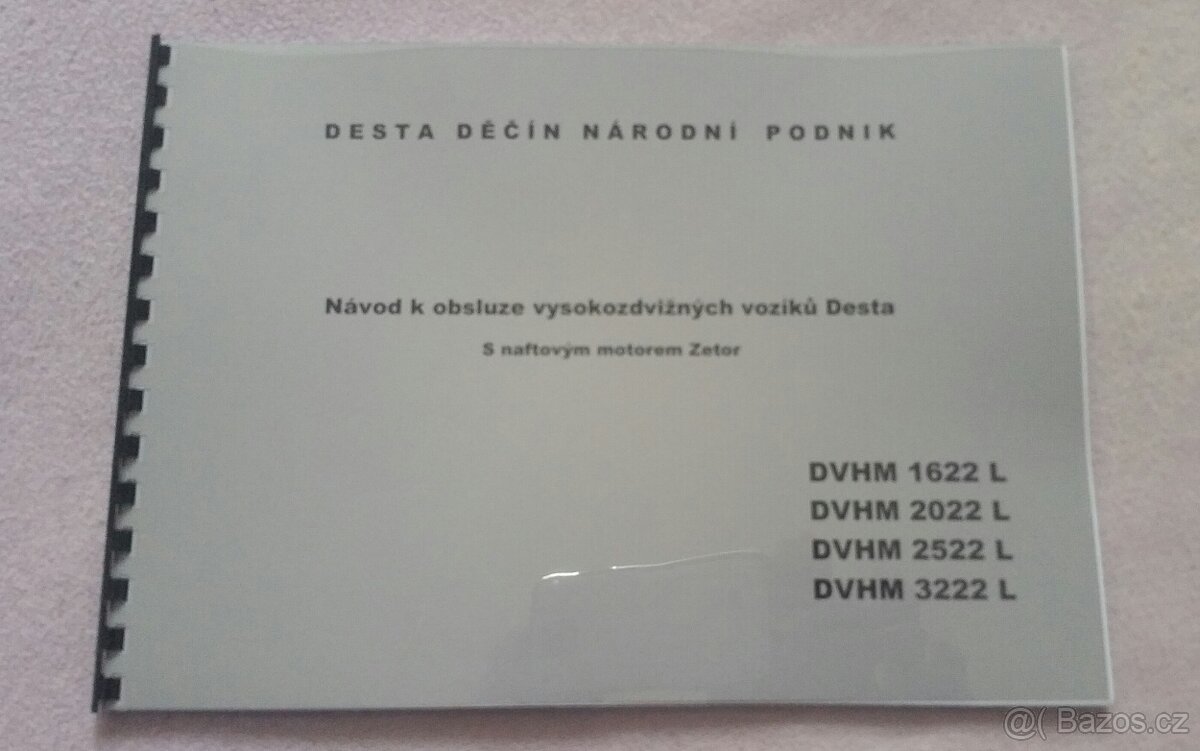 DESTA DĚČÍN NÁRODNÍ PODNIK
Návod k obsluze vysokozdvižných vozíků Desta
S naftovým motorem Zetor
DVHM 1622 L
DVHM 2022 L
DVHM 2522 L
DVHM 3222 L
@( Bazos.cz